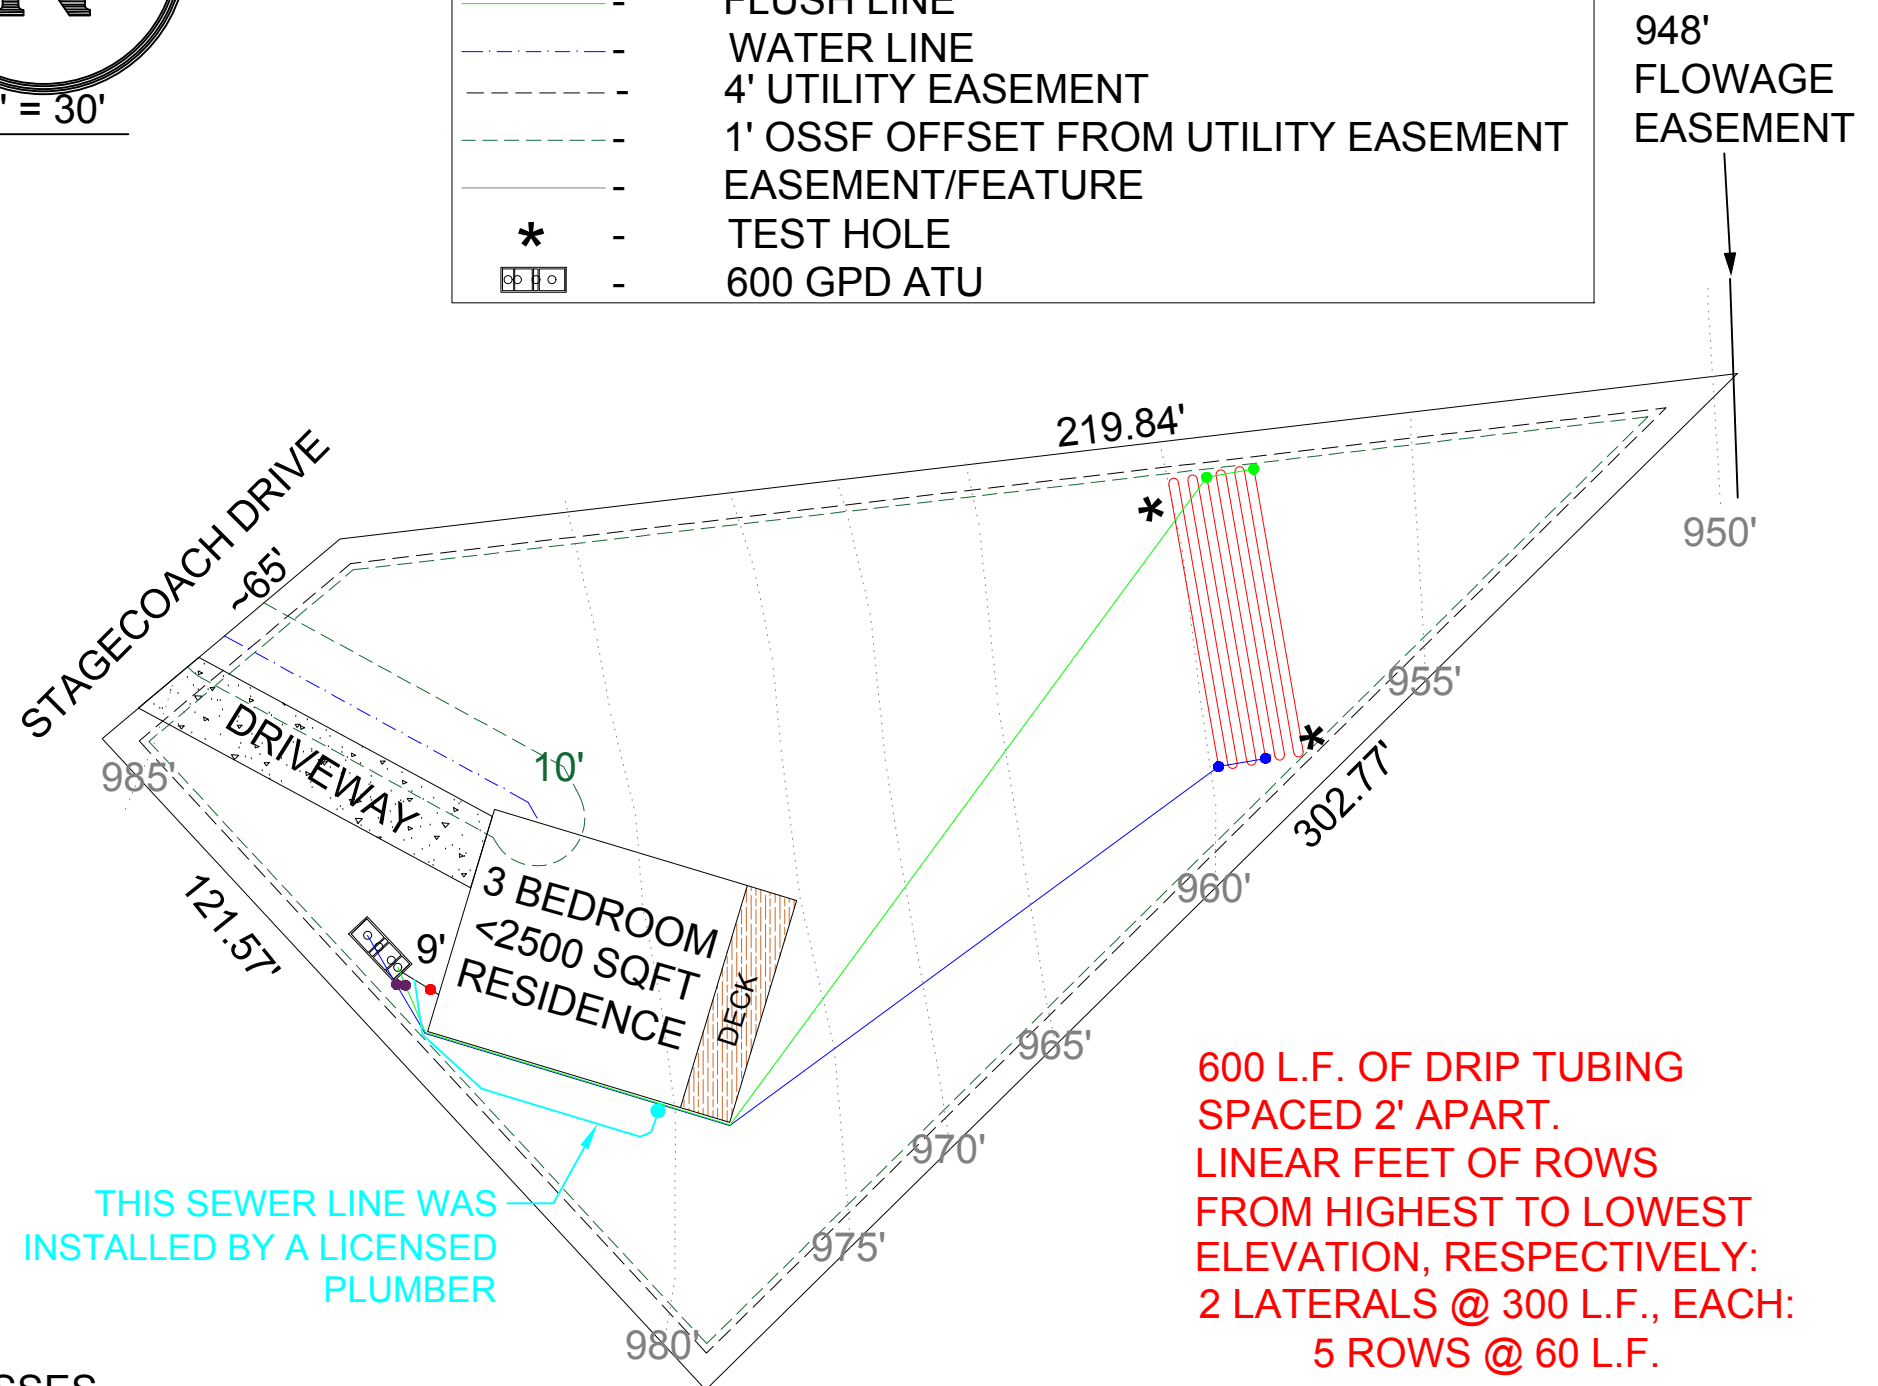 N
' = 30'
FLUSH LINE
- WATER LINE
- 4' UTILITY EASEMENT
- 1' OSSF OFFSET FROM UTILITY EASEMENT
- EASEMENT/FEATURE
* - TEST HOLE
- 600 GPD ATU
948'
FLOWAGE
EASEMENT
219.84'
STAGECOACH DRIVE
~65'
*
950'
955'
*
10'
DRIVEWAY
985'
302.77'
121.57'
9'
3 BEDROOM
<2500 SQFT
RESIDENCE
DECK
960'
965'
970'
975'
980'
THIS SEWER LINE WAS
INSTALLED BY A LICENSED
PLUMBER
600 L.F. OF DRIP TUBING
SPACED 2' APART.
LINEAR FEET OF ROWS
FROM HIGHEST TO LOWEST
ELEVATION, RESPECTIVELY:
2 LATERALS @ 300 L.F., EACH:
5 ROWS @ 60 L.F.